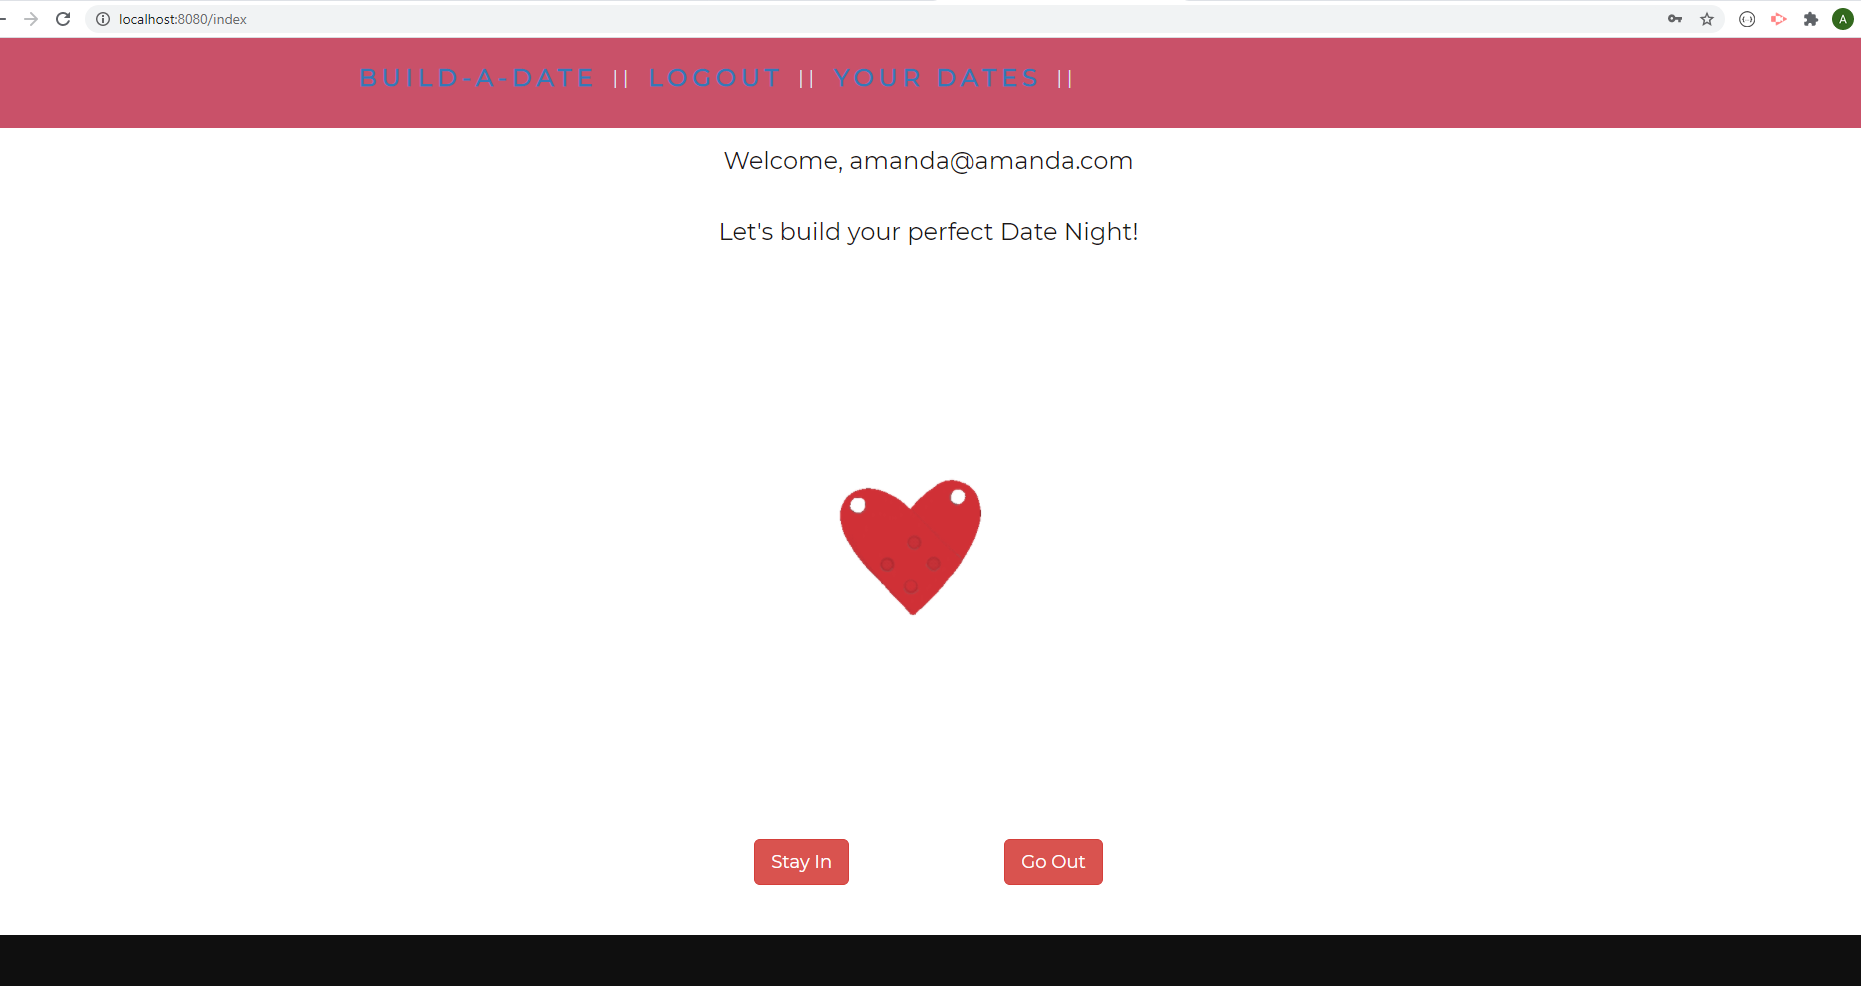 localhost:8080/index
A
BUILD-A-DATE || LOGOUT || YOUR DATES ||
Welcome, amanda@amanda.com
Let's build your perfect Date Night!
Stay In
Go Out